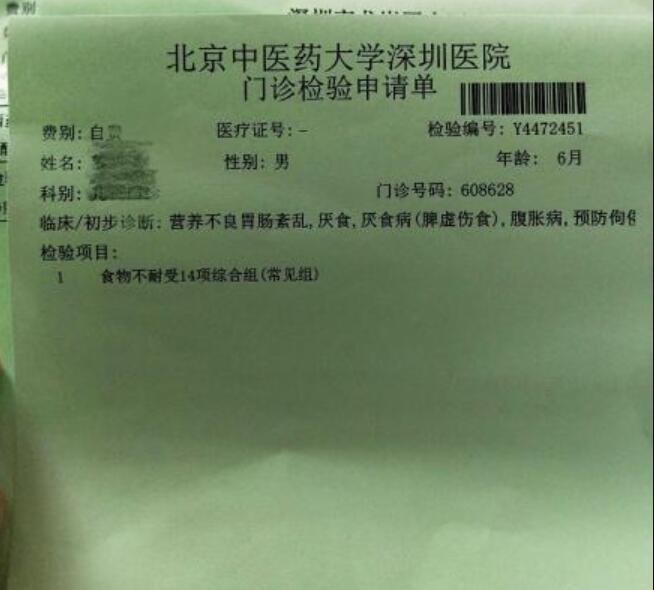 费别
北京中医药大学深圳医院
门诊检验申请单
费别: 自费 医疗证号:- 检验编号: Y4472451
姓名: 性别: 男 年龄: 6月
科别: 门诊号码: 608628
临床/初步诊断: 营养不良胃肠紊乱,厌食,厌食病(脾虚伤食),腹胀病,预防佝
检验项目:
1 食物不耐受14项综合组(常见组)